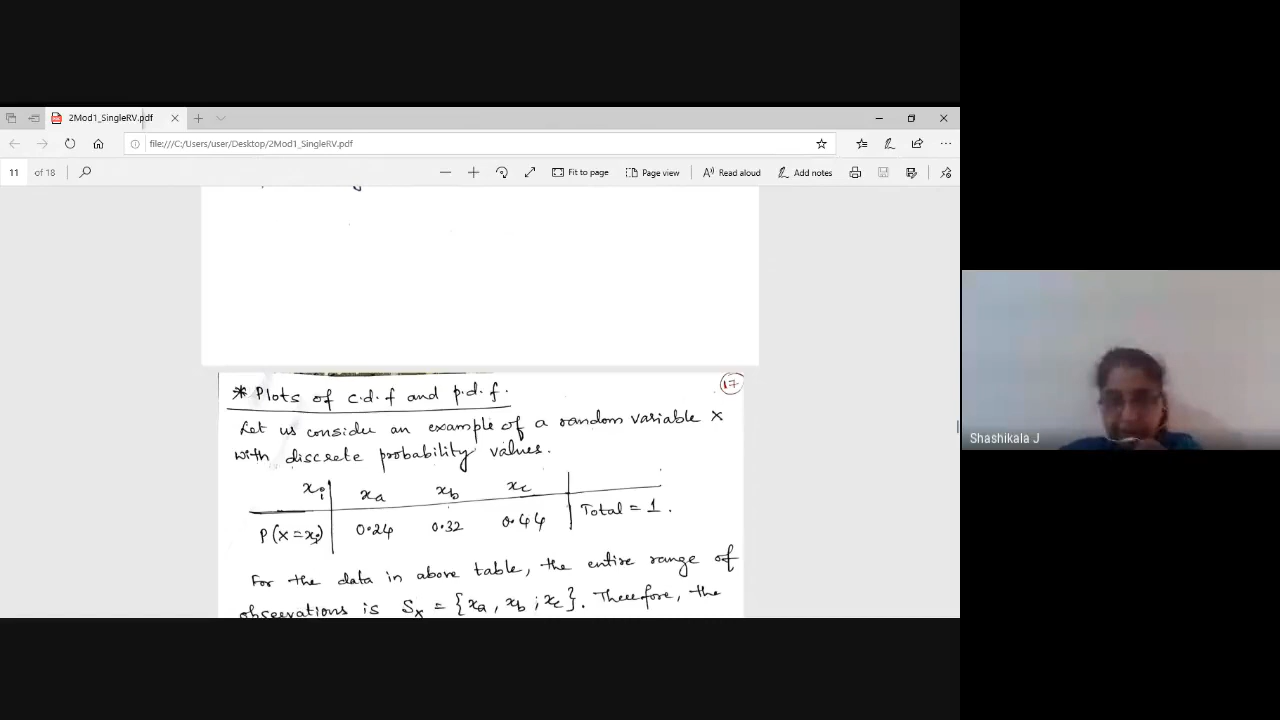 2Mod1_SingleRV.pdf
file:///C:/Users/user/Desktop/2Mod1_SingleRV.pdf
11 of 18 Fit to page Page view Read aloud Add notes
* Plots of c.d.f and p.d.f. 17
Let us consider an example of a random variable X
with discrete probability values.
xi xa xb xc
P(X=xi) 0.24 0.32 0.44 Total = 1.
For the data in above table, the entire range of
observations is Sx = {xa, xb, xc}. Therefore, the
Shashikala J